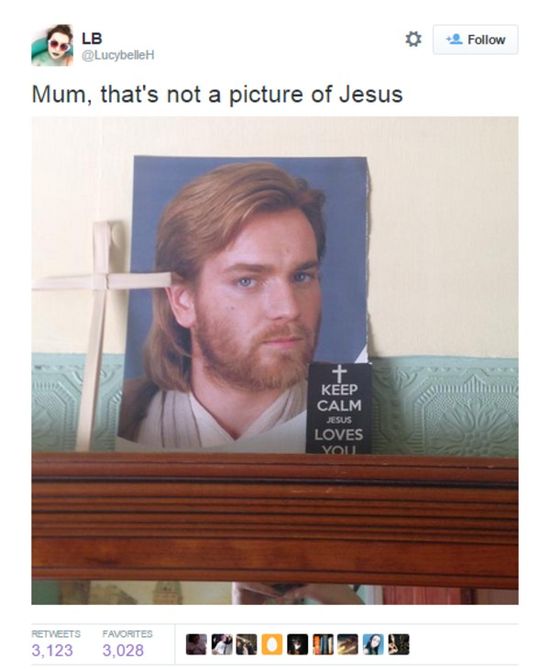 LB
@LucybelleH
Follow
Mum, that's not a picture of Jesus
KEEP
CALM
JESUS
LOVES
YOU
RETWEETS
FAVORITES
3,123
3,028